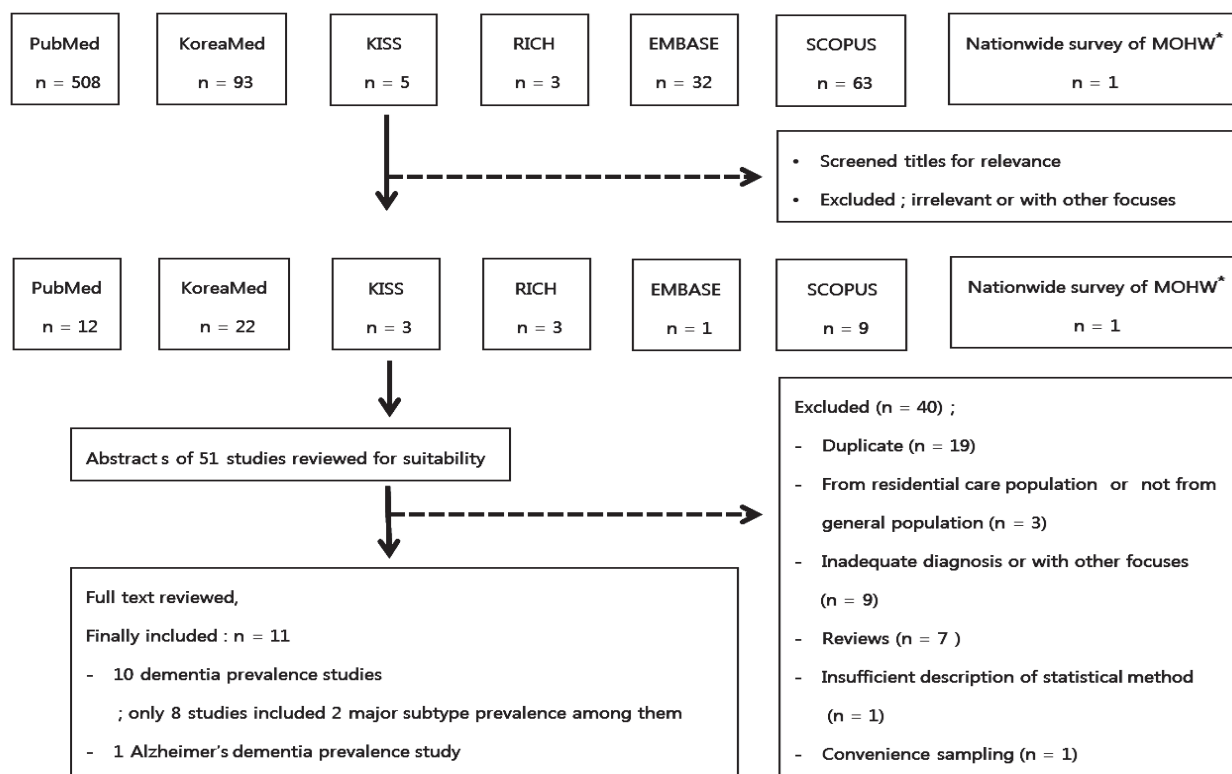 PubMed
n = 508
KoreaMed
n = 93
KISS
n = 5
RICH
n = 3
EMBASE
n = 32
SCOPUS
n = 63
Nationwide survey of MOHW*
n = 1
• Screened titles for relevance
• Excluded ; irrelevant or with other focuses
PubMed
n = 12
KoreaMed
n = 22
KISS
n = 3
RICH
n = 3
EMBASE
n = 1
SCOPUS
n = 9
Nationwide survey of MOHW*
n = 1
Abstract s of 51 studies reviewed for suitability
Excluded (n = 40) ;
- Duplicate (n = 19)
- From residential care population or not from
general population (n = 3)
- Inadequate diagnosis or with other focuses
(n = 9)
- Reviews (n = 7 )
- Insufficient description of statistical method
(n = 1)
- Convenience sampling (n = 1)
Full text reviewed,
Finally included : n = 11
- 10 dementia prevalence studies
; only 8 studies included 2 major subtype prevalence among them
- 1 Alzheimer's dementia prevalence study